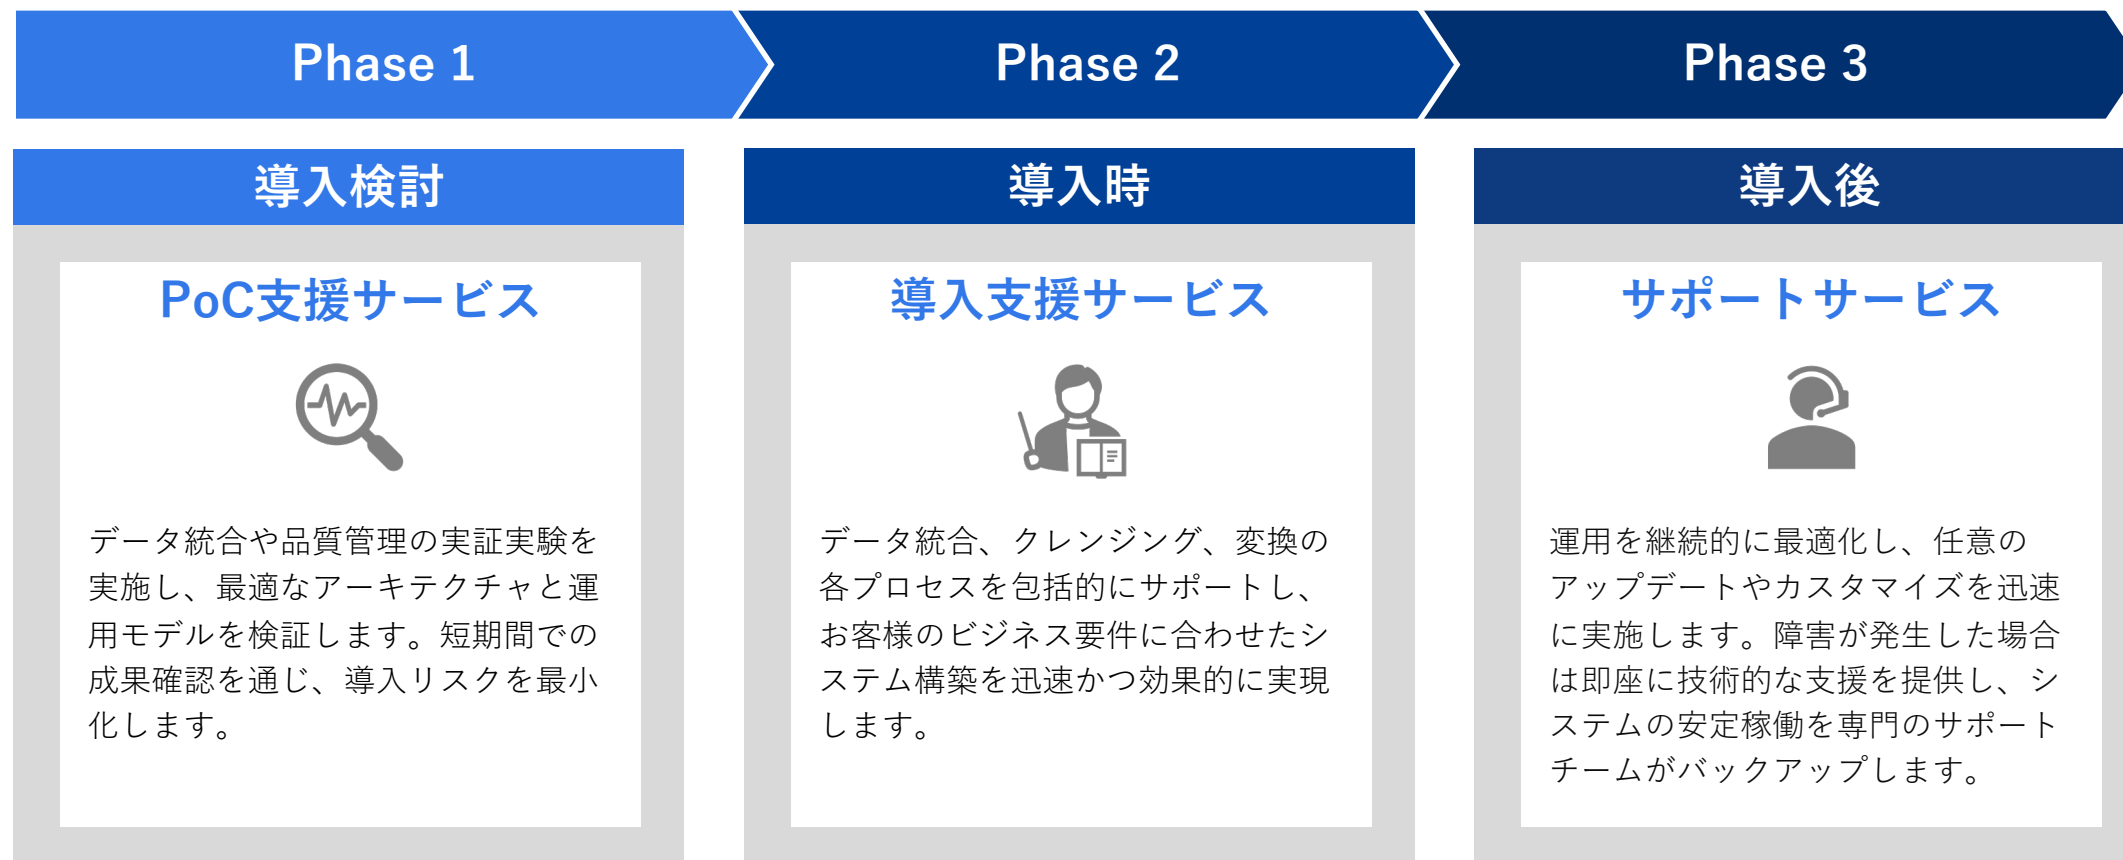 Phase 1
Phase 2
Phase 3
導入検討
PoC支援サービス
データ統合や品質管理の実証実験を
実施し、最適なアーキテクチャと運
用モデルを検証します。短期間での
成果確認を通じ、導入リスクを最小
化します。
導入時
導入支援サービス
データ統合、クレンジング、変換の
各プロセスを包括的にサポートし、
お客様のビジネス要件に合わせたシ
ステム構築を迅速かつ効果的に実現
します。
導入後
サポートサービス
運用を継続的に最適化し、任意の
アップデートやカスタマイズを迅速
に実施します。障害が発生した場合
は即座に技術的な支援を提供し、シ
ステムの安定稼働を専門のサポート
チームがバックアップします。